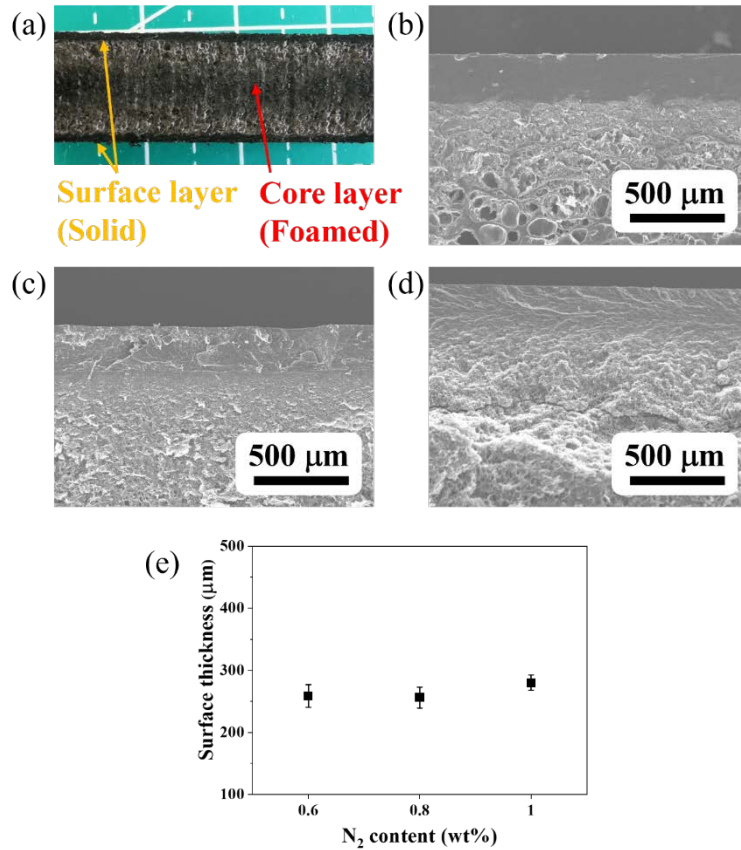 (a)
Surface layer
(Solid)
Core layer
(Foamed)
(b)
500 μm
(c)
500 μm
(d)
500 μm
(e)
500
400
300
200
100
Surface thickness (μm)
0.6
0.8
1
N₂ content (wt%)